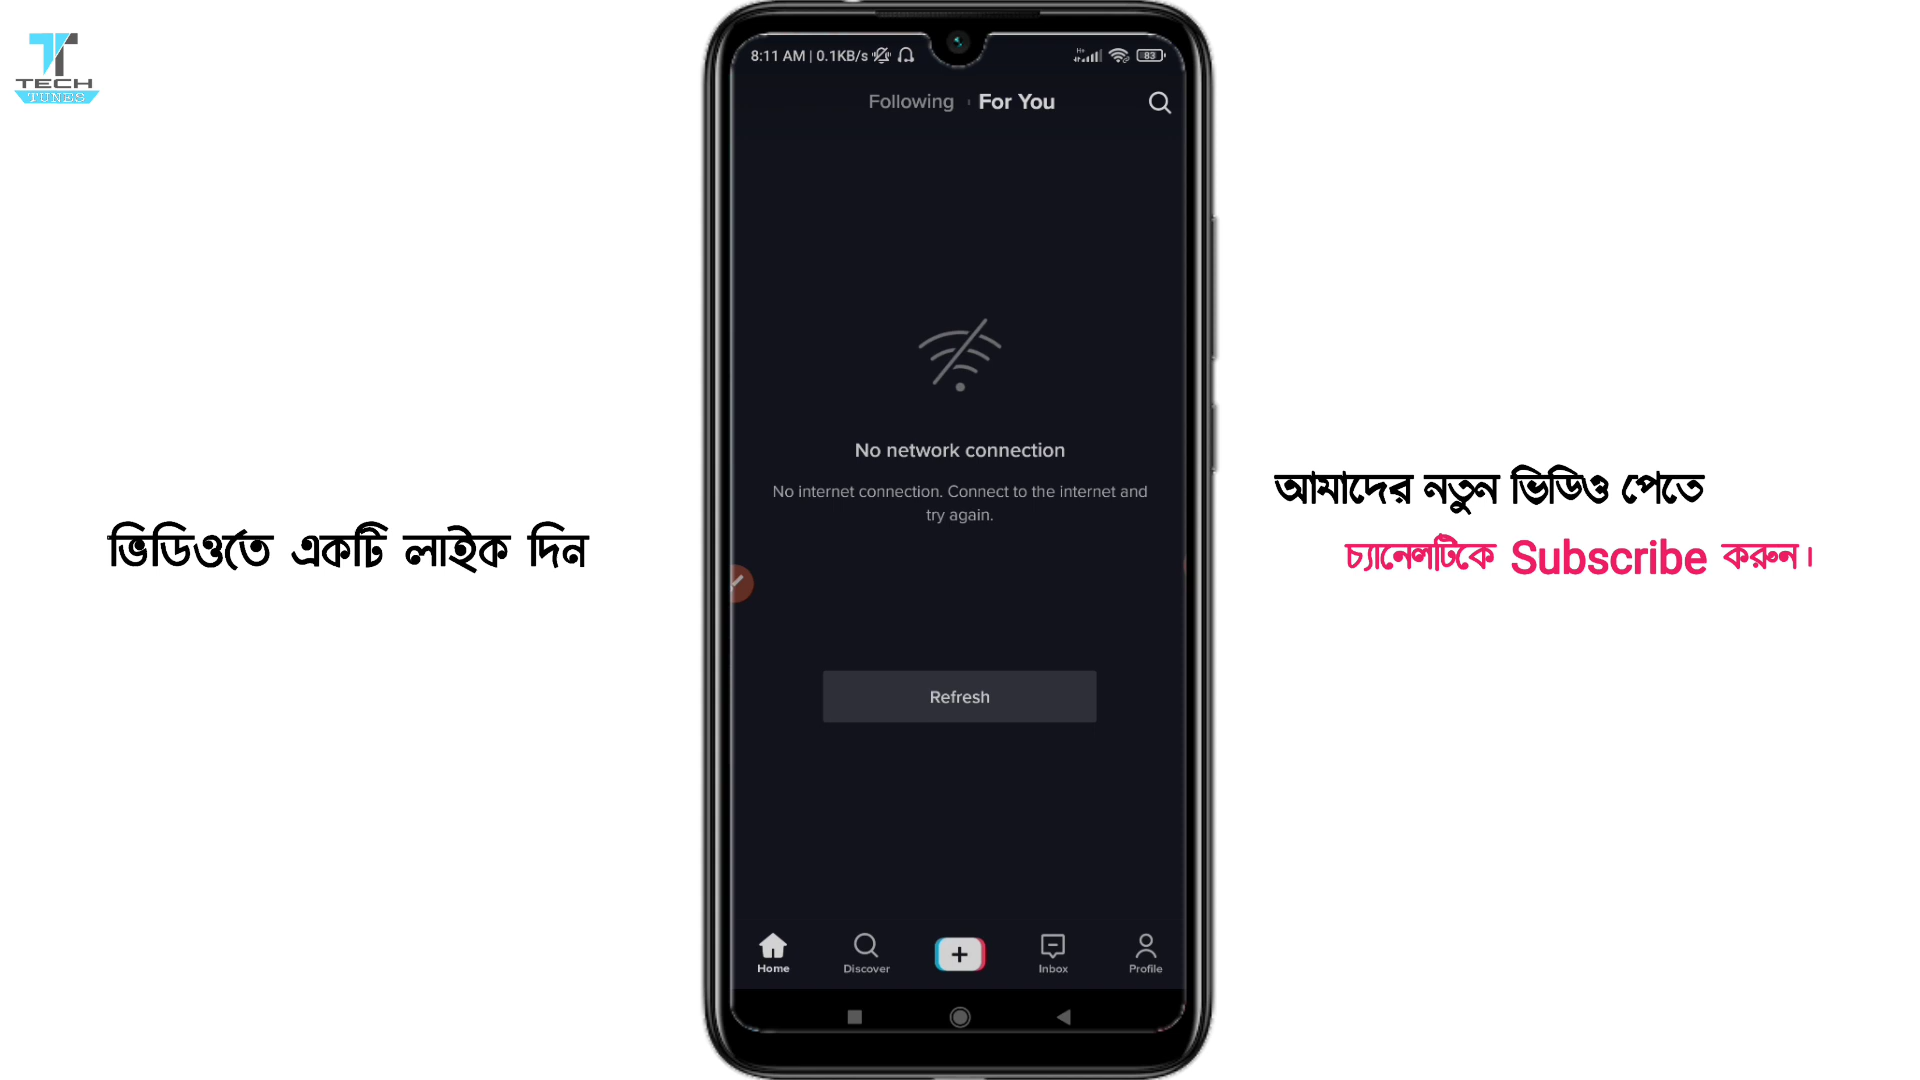 TECH
TUNES
8:11 AM | 0.1KB/s
H+
83
Following
For You
No network connection
No internet connection. Connect to the internet and
try again.
Refresh
Home
Discover
Inbox
Profile
ভিডিওতে একটি লাইক দিন
আমাদের নতুন ভিডিও পেতে
চ্যানেলটিকে Subscribe করুন।